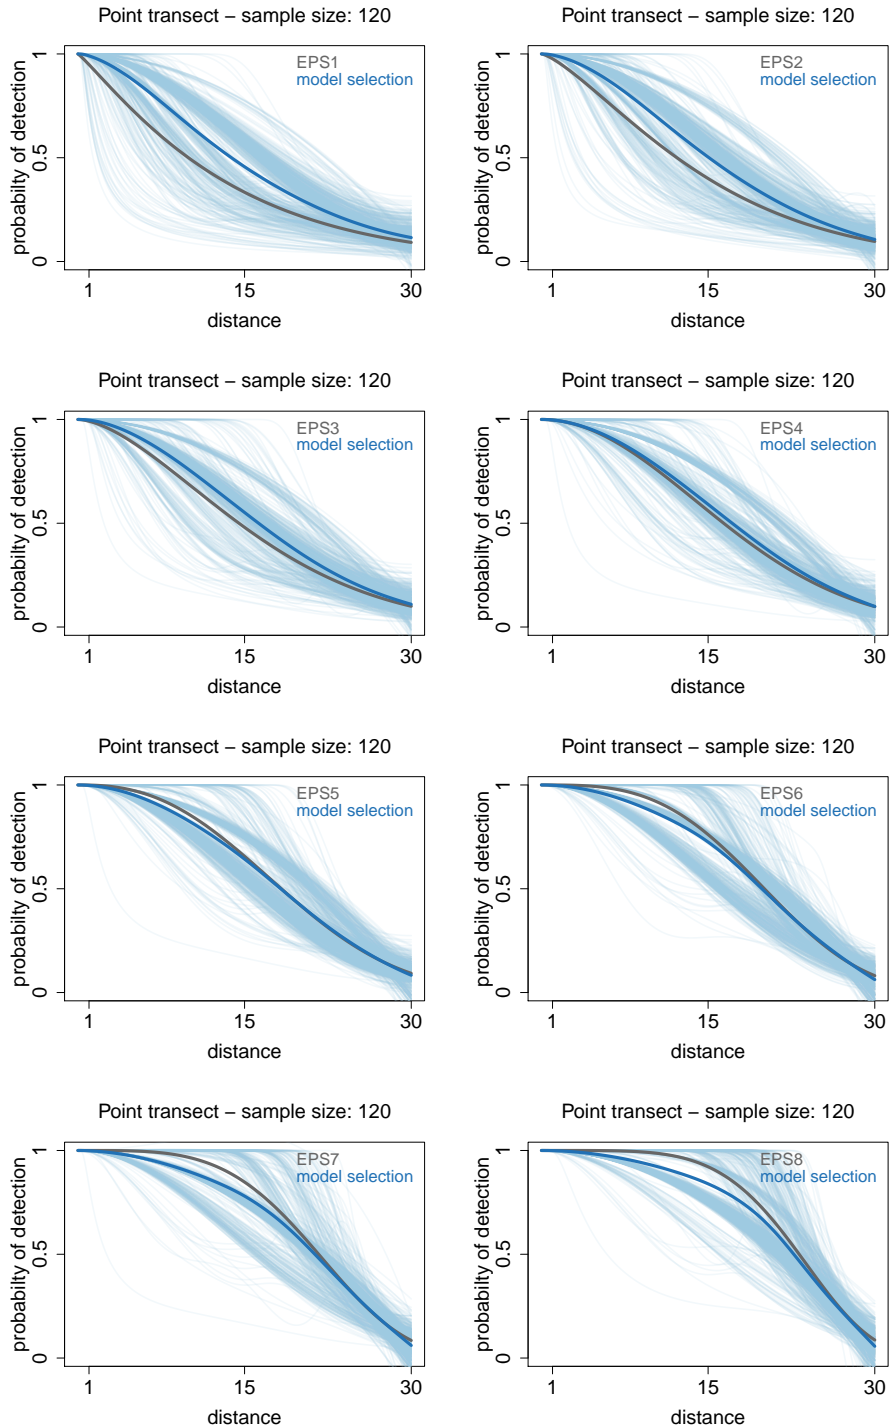 Point transect – sample size: 120
EPS1
model selection
probabilty of detection
0 0.5 1
1 15 30
distance
Point transect – sample size: 120
EPS2
model selection
probabilty of detection
0 0.5 1
1 15 30
distance
Point transect – sample size: 120
EPS3
model selection
probabilty of detection
0 0.5 1
1 15 30
distance
Point transect – sample size: 120
EPS4
model selection
probabilty of detection
0 0.5 1
1 15 30
distance
Point transect – sample size: 120
EPS5
model selection
probabilty of detection
0 0.5 1
1 15 30
distance
Point transect – sample size: 120
EPS6
model selection
probabilty of detection
0 0.5 1
1 15 30
distance
Point transect – sample size: 120
EPS7
model selection
probabilty of detection
0 0.5 1
1 15 30
distance
Point transect – sample size: 120
EPS8
model selection
probabilty of detection
0 0.5 1
1 15 30
distance